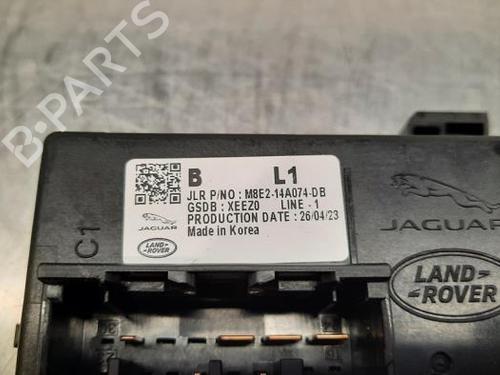 B-PARTS
B L1
JLR P/NO : M8E2-14A074-DB
GSDB : XEEZ0 LINE - 1
PRODUCTION DATE : 26/04/23
Made in Korea
JAGUAR
LAND-
-ROVER
C1
JAGUAR
LAND-
-ROVER